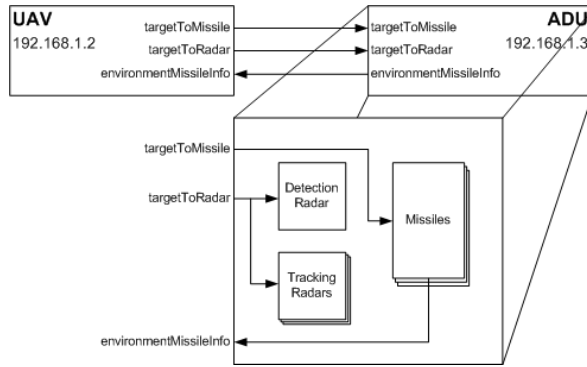 UAV
192.168.1.2
targetToMissile
targetToRadar
environmentMissileInfo
ADU
192.168.1.3
targetToMissile
targetToRadar
environmentMissileInfo
targetToMissile
targetToRadar
environmentMissileInfo
Detection
Radar
Tracking
Radars
Missiles